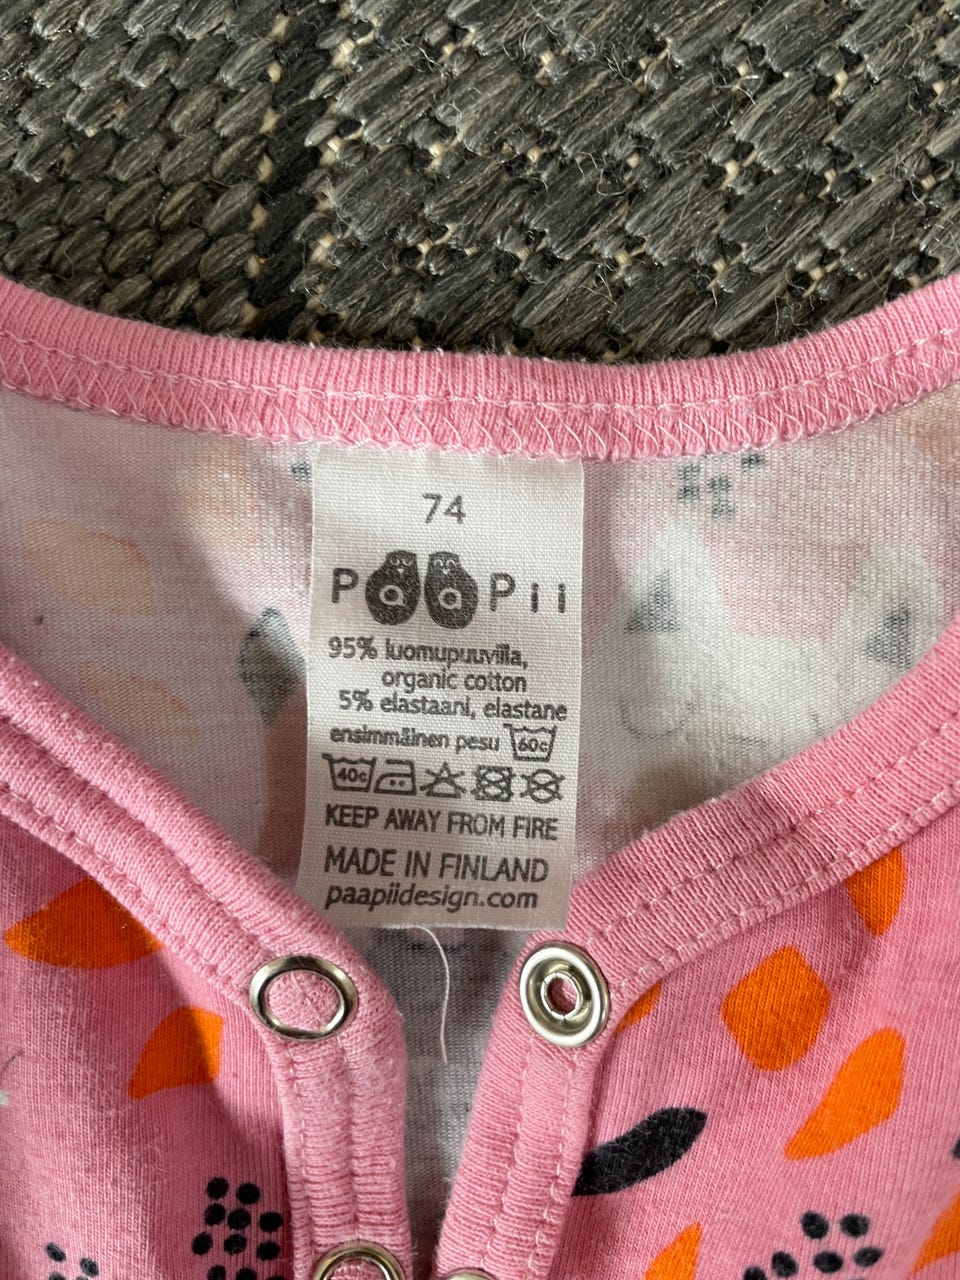 74
PaaPii
95% luomupuuvilla,
organic cotton
5% elastaani, elastane
ensimmäinen pesu 60c
40c
KEEP AWAY FROM FIRE
MADE IN FINLAND
paapiidesign.com